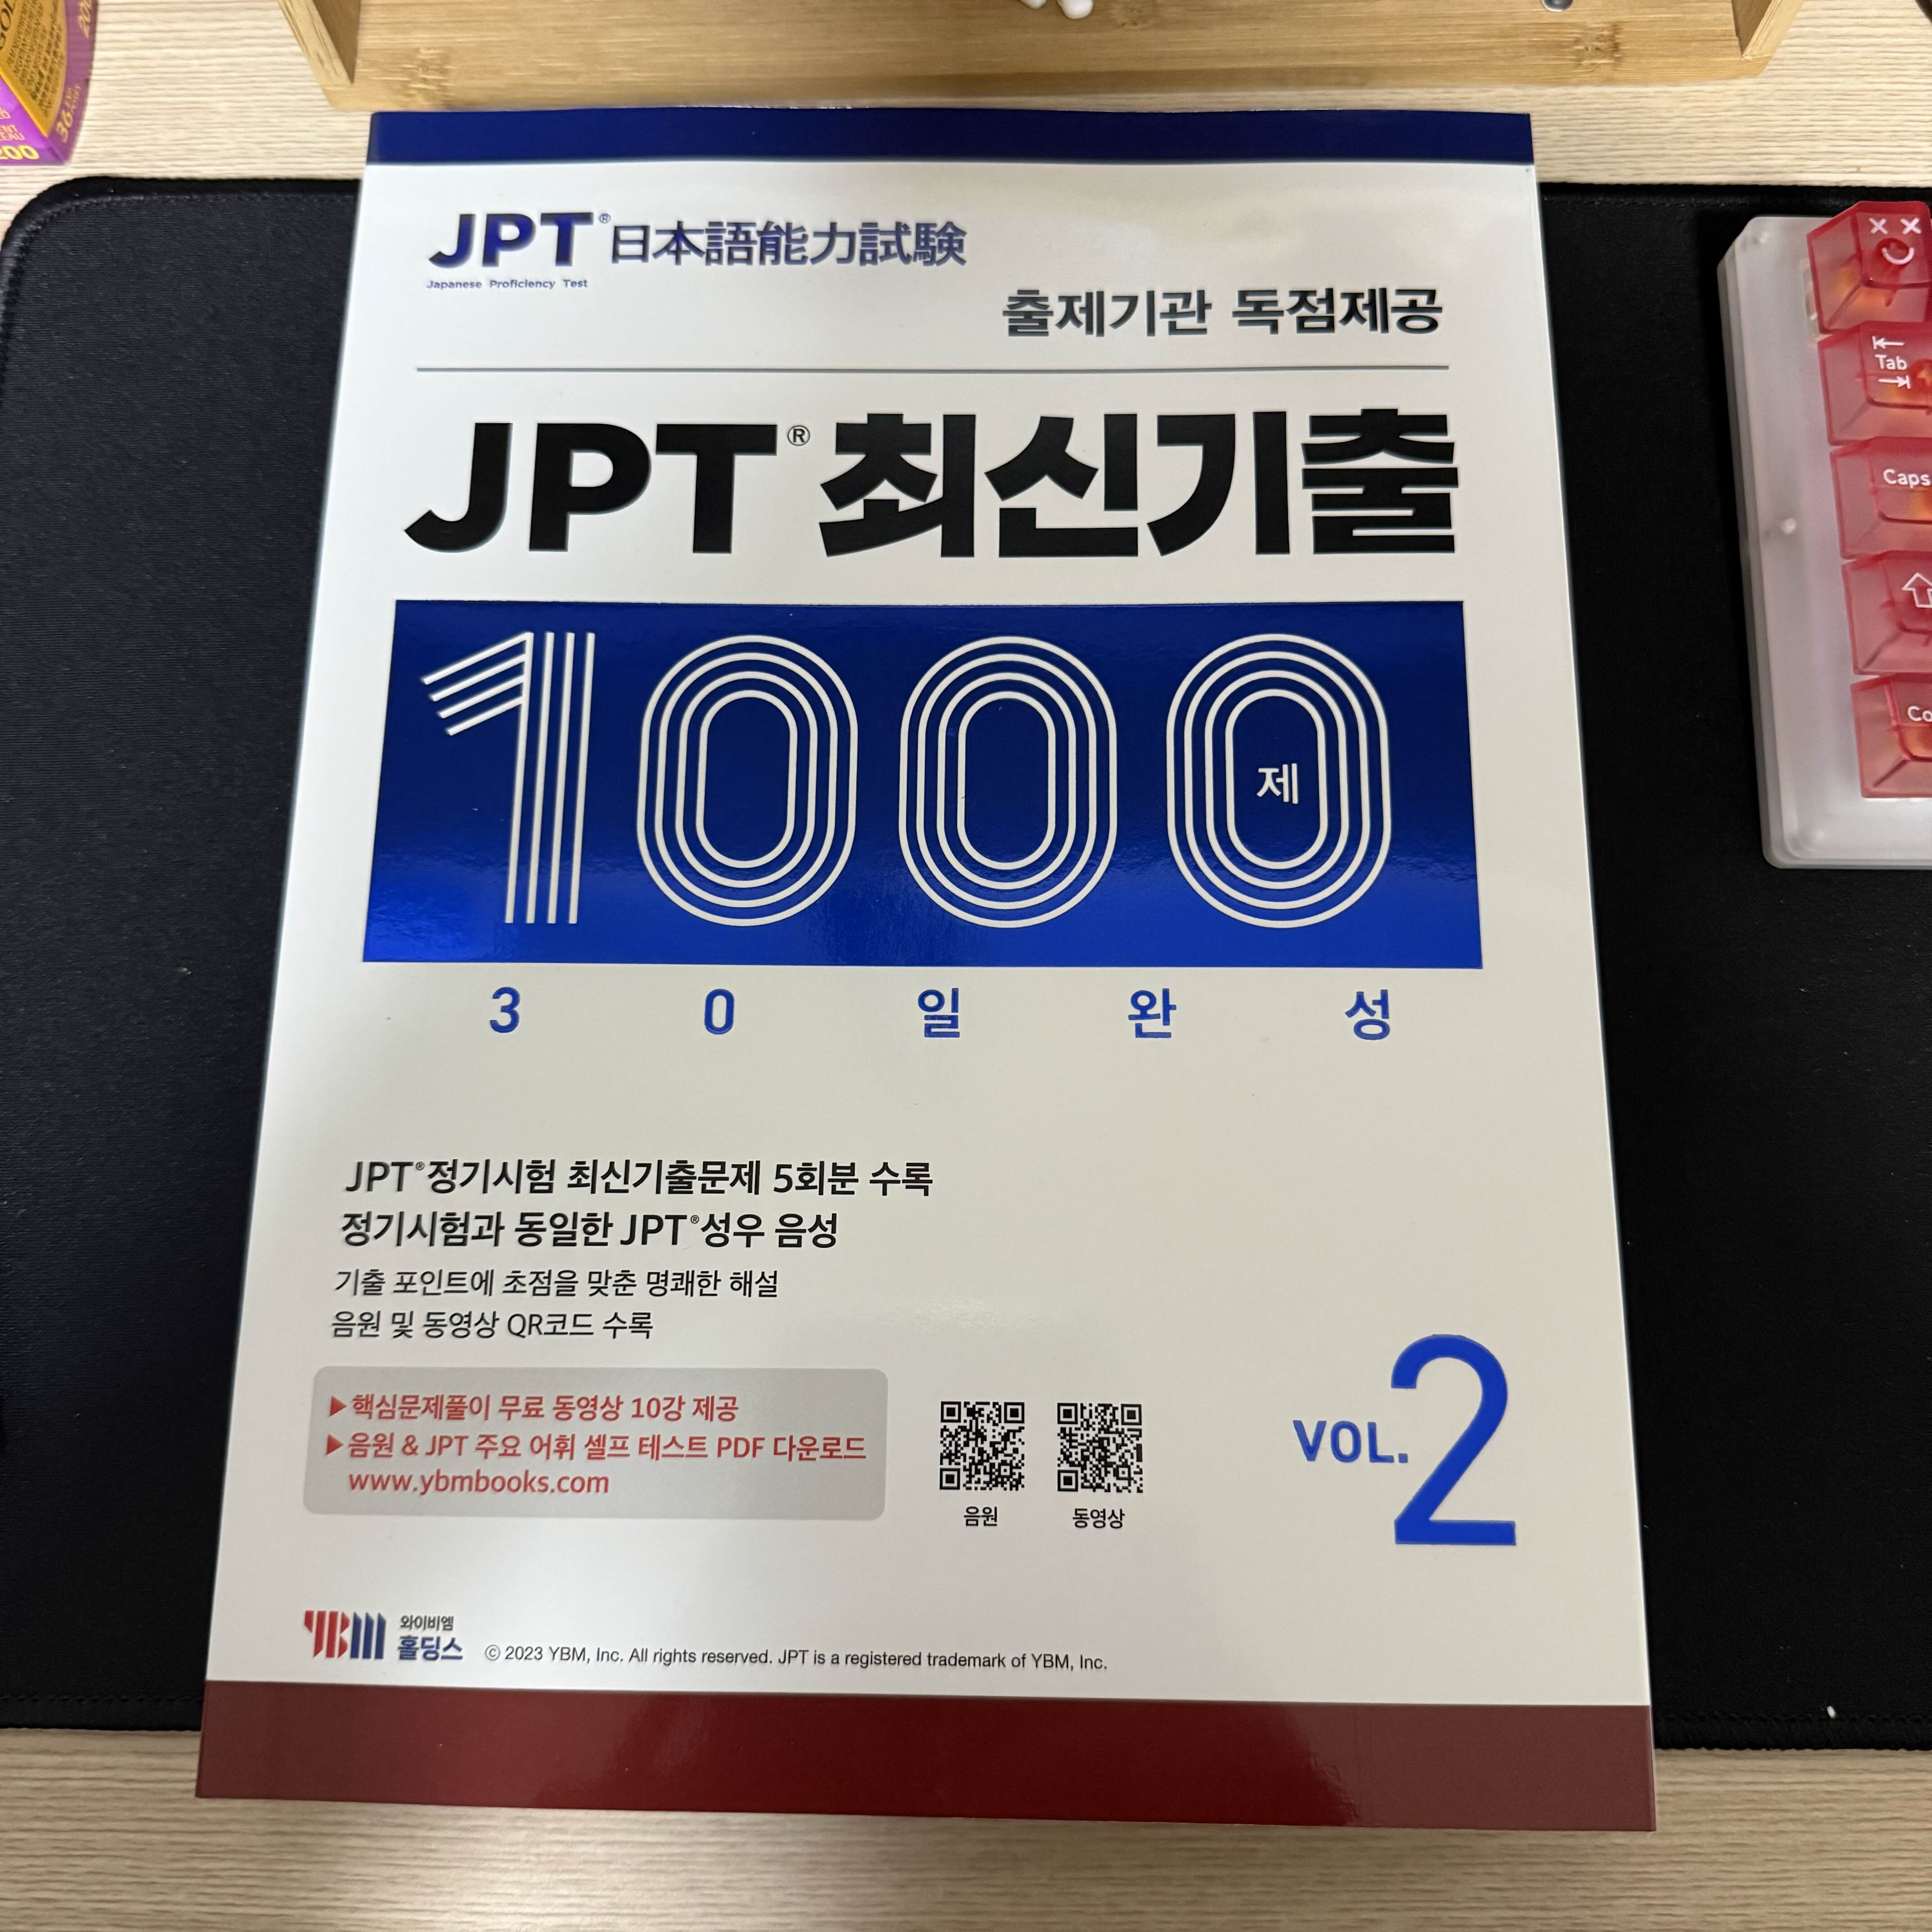 JPT® 日本語能力試験
Japanese Proficiency Test
출제기관 독점제공
JPT® 최신기출
1000제
30일완성
JPT® 정기시험 최신기출문제 5회분 수록
정기시험과 동일한 JPT® 성우 음성
기출 포인트에 초점을 맞춘 명쾌한 해설
음원 및 동영상 QR코드 수록
▶핵심문제풀이 무료 동영상 10강 제공
▶음원 & JPT 주요 어휘 셀프 테스트 PDF 다운로드
www.ybmbooks.com
음원
동영상
VOL.2
YBM 와이비엠
홀딩스
© 2023 YBM, Inc. All rights reserved. JPT is a registered trademark of YBM, Inc.
Tab
Caps